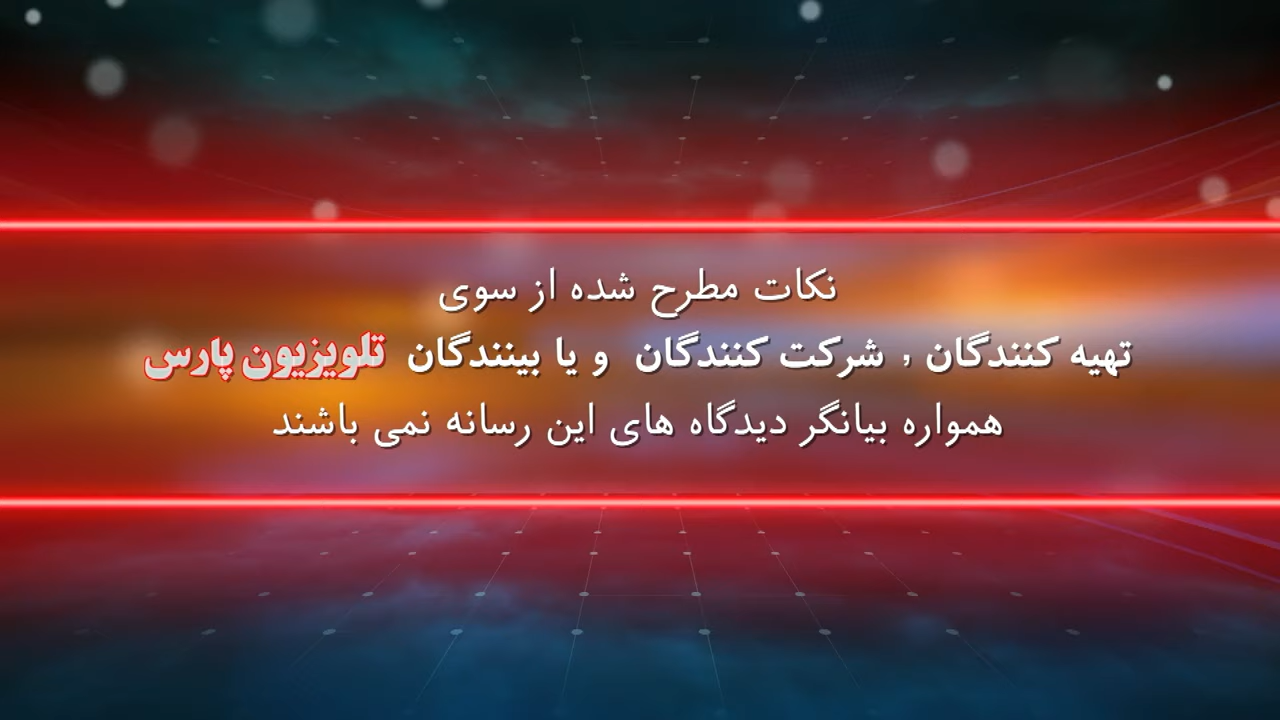 نکات مطرح شده از سوی
تهیه کنندگان , شرکت کنندگان و یا بینندگان تلویزیون پارس
همواره بیانگر دیدگاه های این رسانه نمی باشند